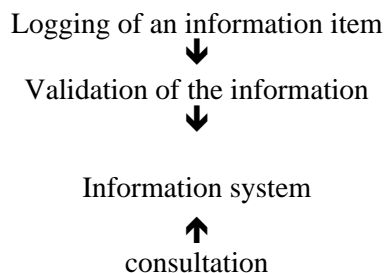 Logging of an information item
Validation of the information
Information system
consultation